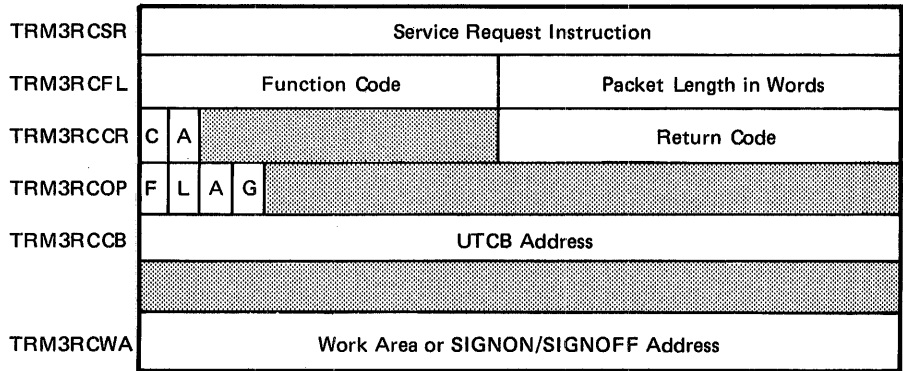 TRM3RCSR Service Request Instruction
TRM3RCFL Function Code Packet Length in Words
TRM3RCCR C A Return Code
TRM3RCOP F L A G
TRM3RCCB UTCB Address
TRM3RCWA Work Area or SIGNON/SIGNOFF Address